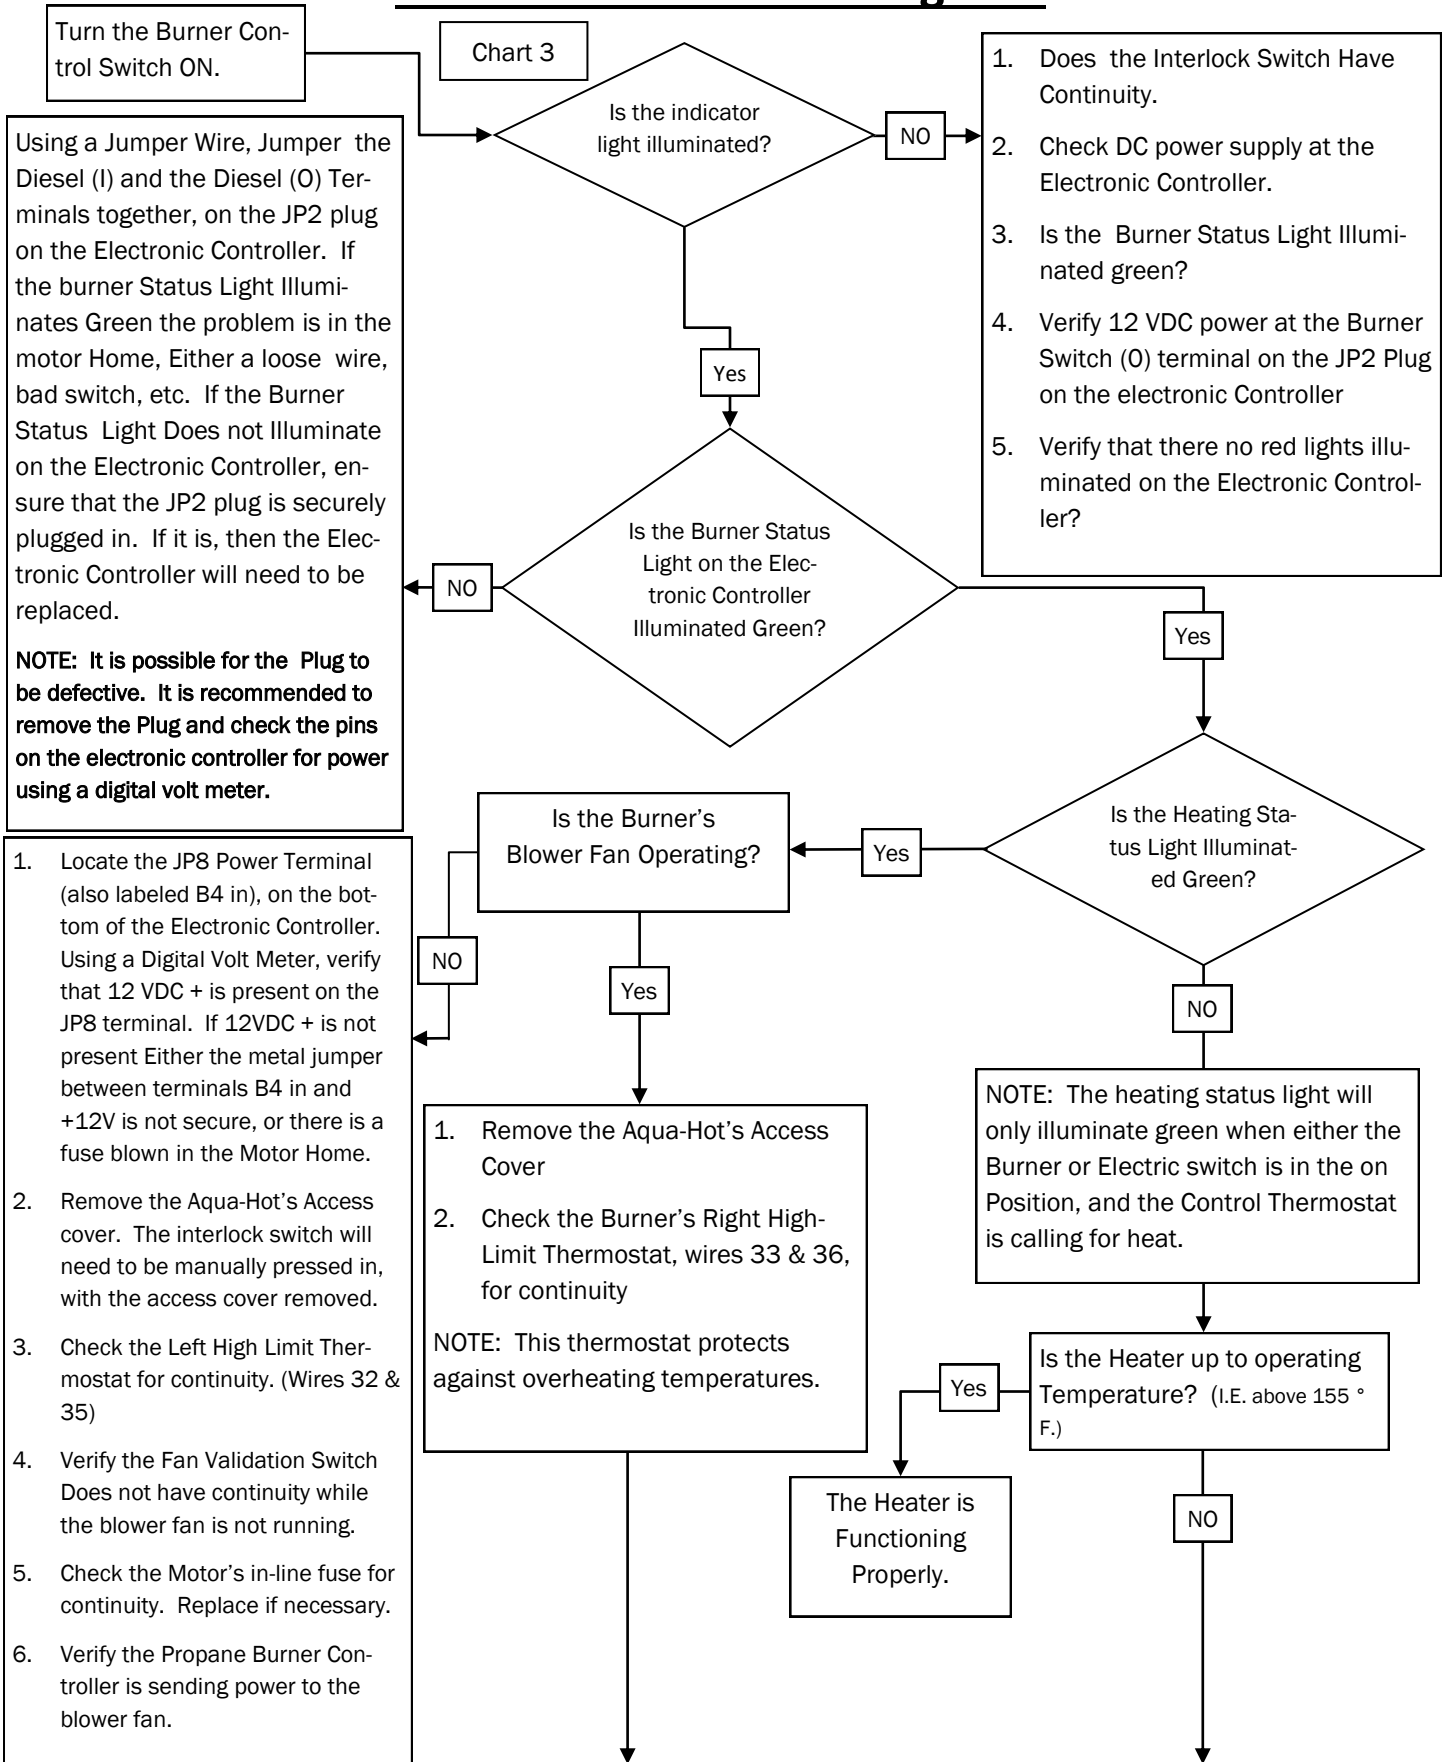 Turn the Burner Con-
trol Switch ON.
Chart 3
Is the indicator
light illuminated?
NO
1. Does the Interlock Switch Have
Continuity.
2. Check DC power supply at the
Electronic Controller.
3. Is the Burner Status Light Illumi-
nated green?
4. Verify 12 VDC power at the Burner
Switch (O) terminal on the JP2 Plug
on the electronic Controller
5. Verify that there no red lights illu-
minated on the Electronic Control-
ler?
Using a Jumper Wire, Jumper the
Diesel (I) and the Diesel (O) Ter-
minals together, on the JP2 plug
on the Electronic Controller. If
the burner Status Light Illumi-
nates Green the problem is in the
motor Home, Either a loose wire,
bad switch, etc. If the Burner
Status Light Does not Illuminate
on the Electronic Controller, en-
sure that the JP2 plug is securely
plugged in. If it is, then the Elec-
tronic Controller will need to be
replaced.
NOTE: It is possible for the Plug to
be defective. It is recommended to
remove the Plug and check the pins
on the electronic controller for power
using a digital volt meter.
Yes
Is the Burner Status
Light on the Elec-
tronic Controller
Illuminated Green?
NO
Yes
Is the Heating Sta-
tus Light Illuminat-
ed Green?
Yes
Is the Burner's
Blower Fan Operating?
NO
Yes
NO
1. Locate the JP8 Power Terminal
(also labeled B4 in), on the bot-
tom of the Electronic Controller.
Using a Digital Volt Meter, verify
that 12 VDC + is present on the
JP8 terminal. If 12VDC + is not
present Either the metal jumper
between terminals B4 in and
+12V is not secure, or there is a
fuse blown in the Motor Home.
2. Remove the Aqua-Hot's Access
cover. The interlock switch will
need to be manually pressed in,
with the access cover removed.
3. Check the Left High Limit Ther-
mostat for continuity. (Wires 32 &
35)
4. Verify the Fan Validation Switch
Does not have continuity while
the blower fan is not running.
5. Check the Motor's in-line fuse for
continuity. Replace if necessary.
6. Verify the Propane Burner Con-
troller is sending power to the
blower fan.
1. Remove the Aqua-Hot's Access
Cover
2. Check the Burner's Right High-
Limit Thermostat, wires 33 & 36,
for continuity
NOTE: This thermostat protects
against overheating temperatures.
NOTE: The heating status light will
only illuminate green when either the
Burner or Electric switch is in the on
Position, and the Control Thermostat
is calling for heat.
Is the Heater up to operating
Temperature? (I.E. above 155 °
F.)
Yes
The Heater is
Functioning
Properly.
NO